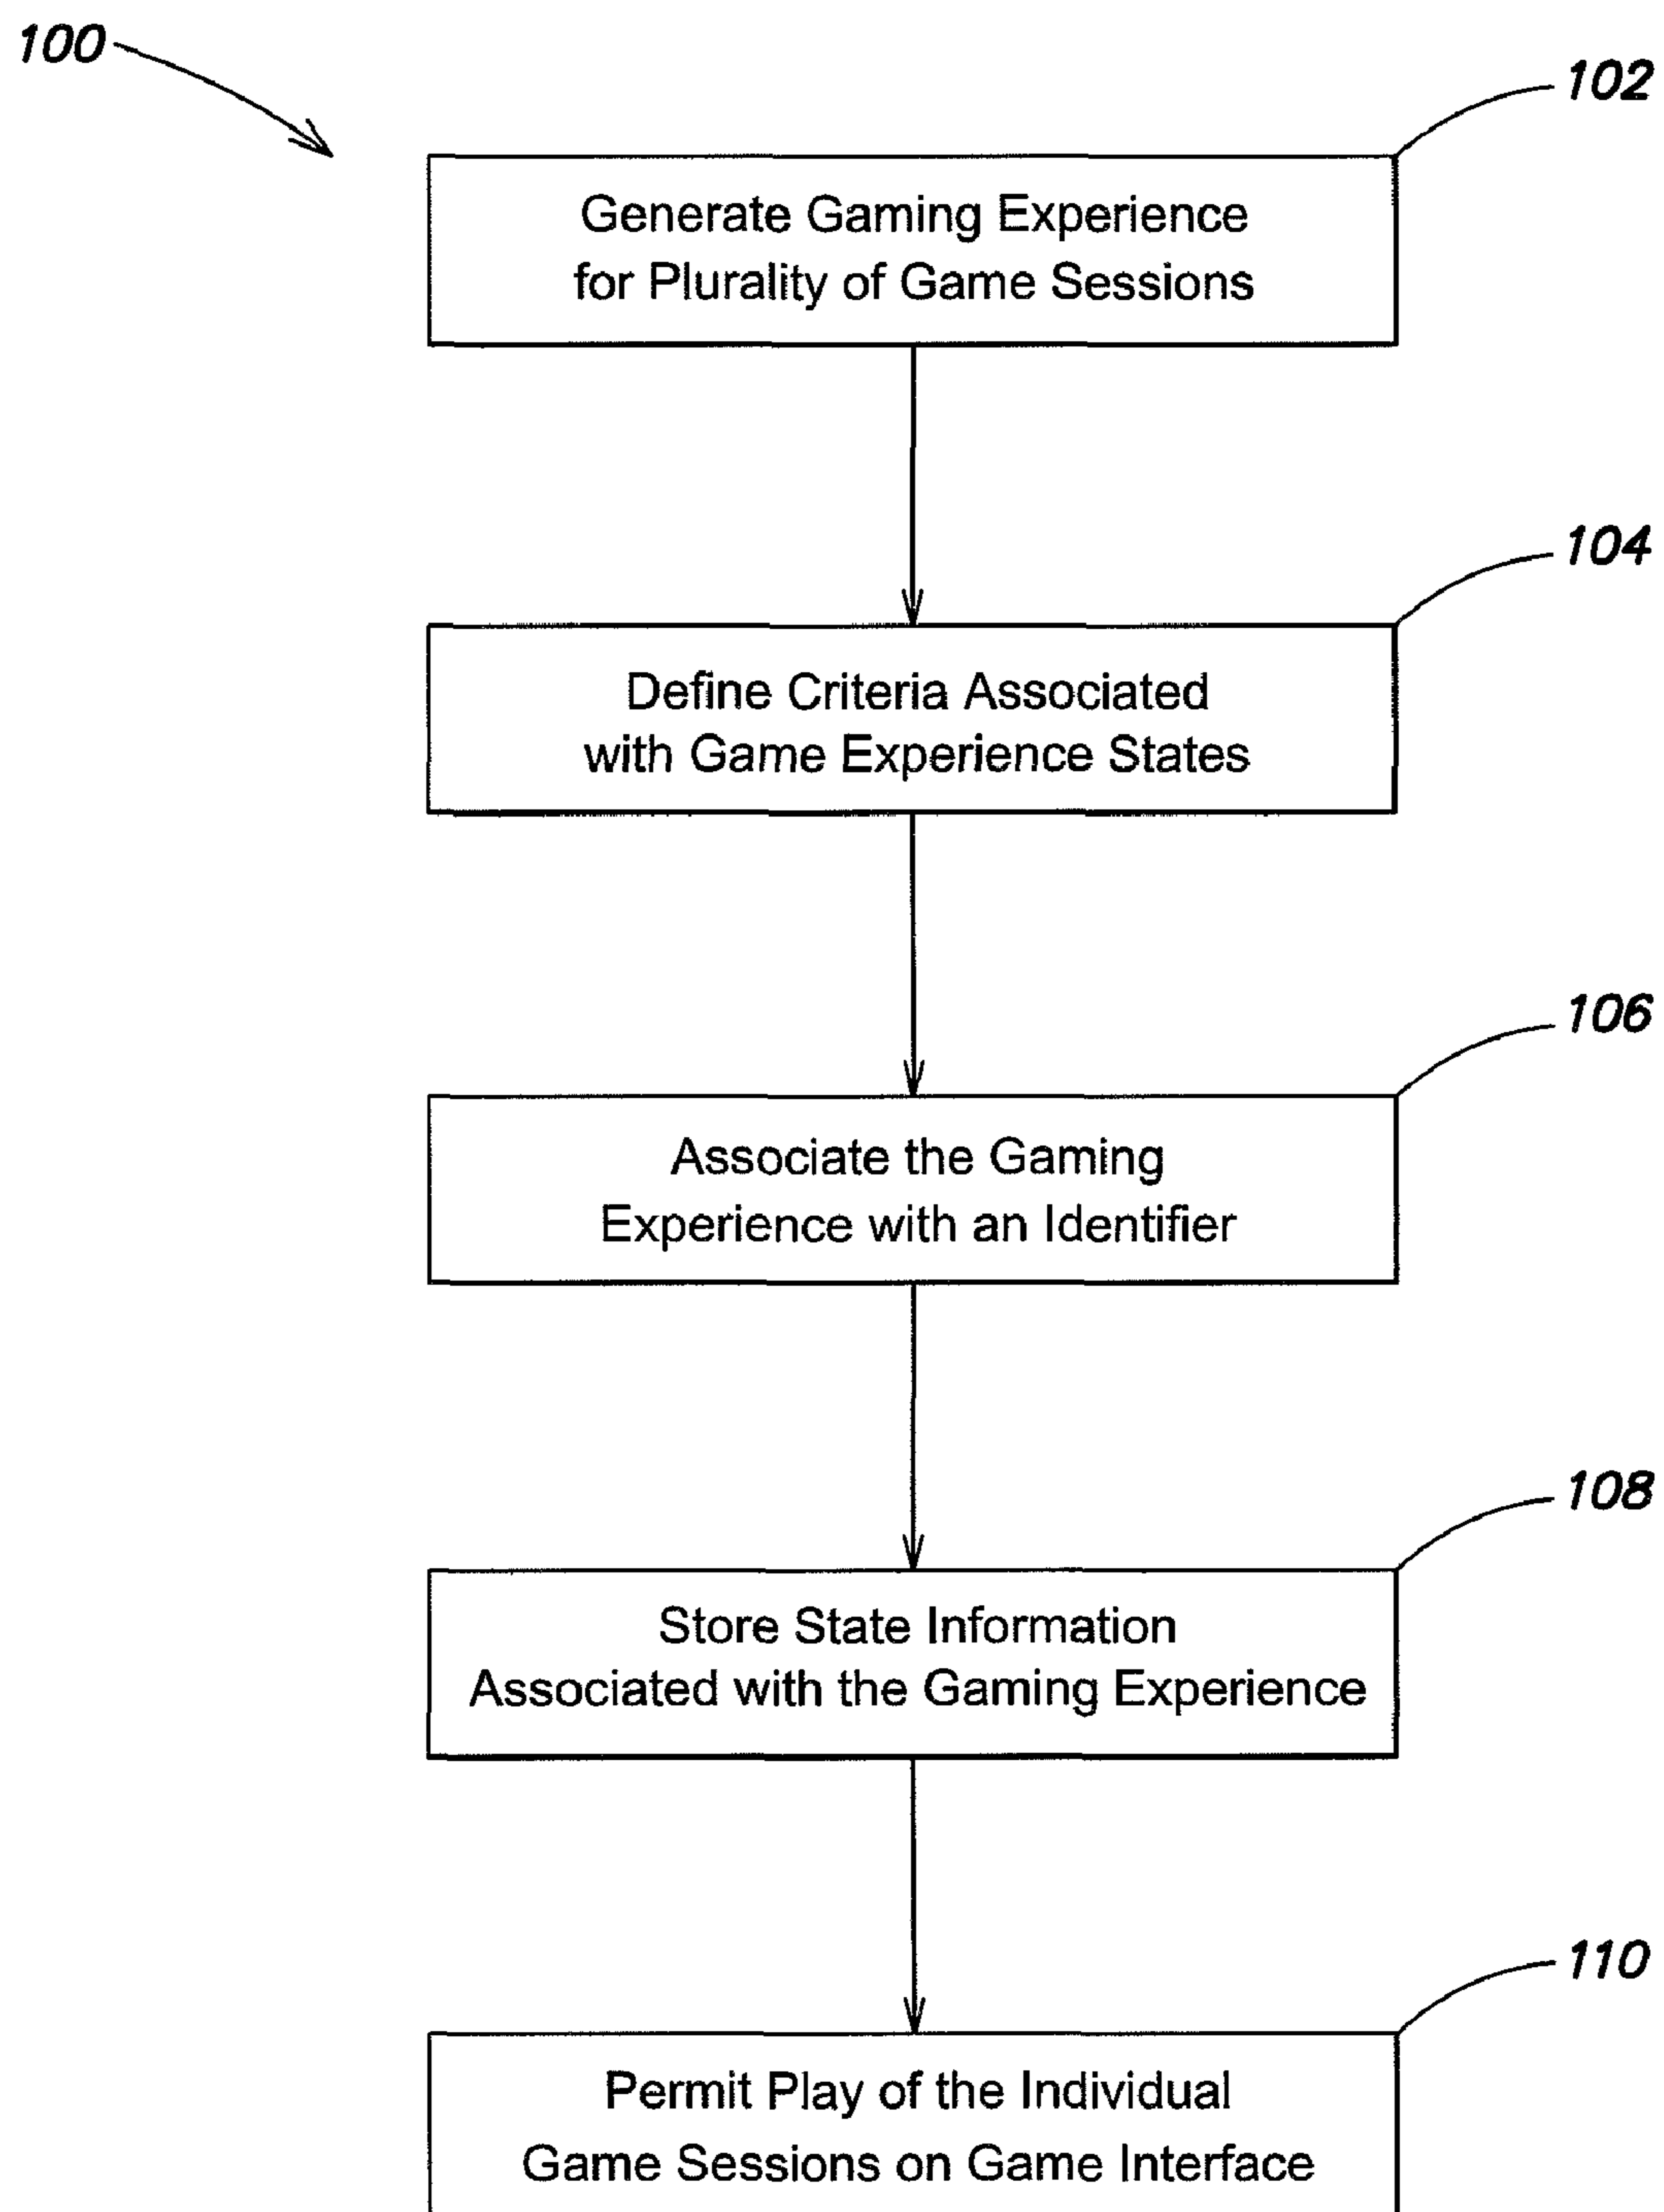 100
102
Generate Gaming Experience
for Plurality of Game Sessions
104
Define Criteria Associated
with Game Experience States
106
Associate the Gaming
Experience with an Identifier
108
Store State Information
Associated with the Gaming Experience
110
Permit Play of the Individual
Game Sessions on Game Interface